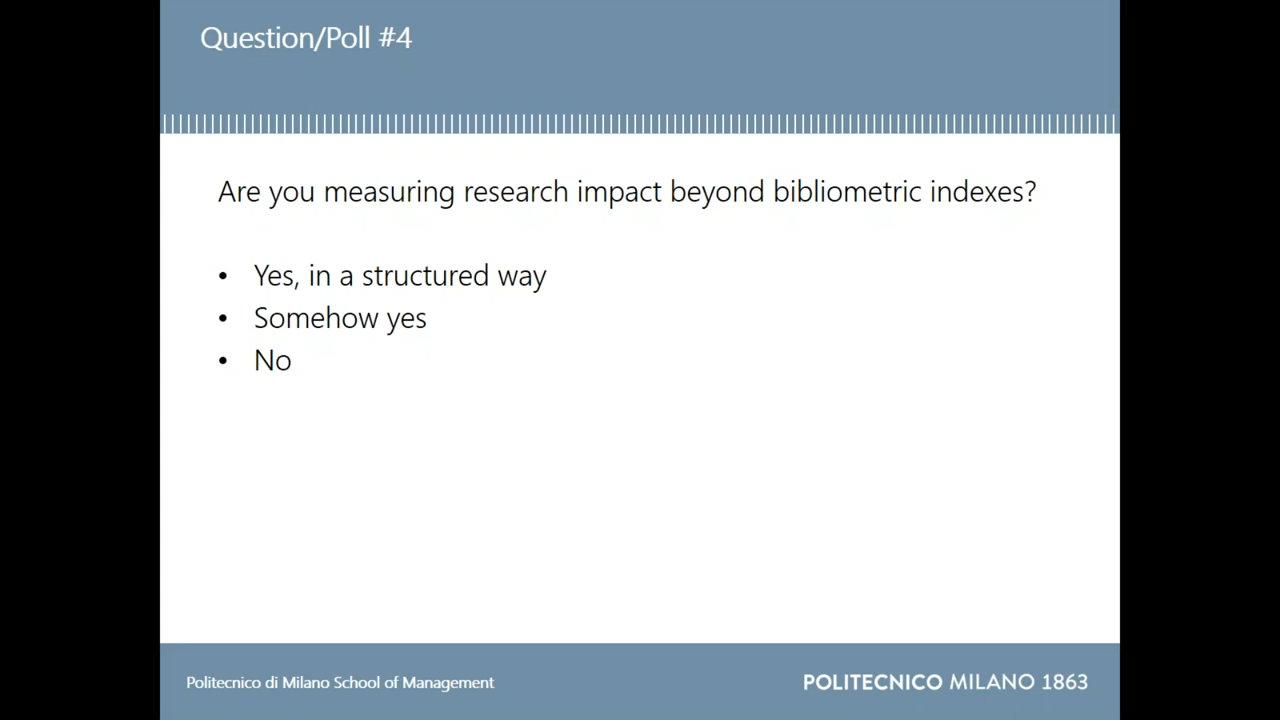 Question/Poll #4
Are you measuring research impact beyond bibliometric indexes?
• Yes, in a structured way
• Somehow yes
• No
Politecnico di Milano School of Management
POLITECNICO MILANO 1863